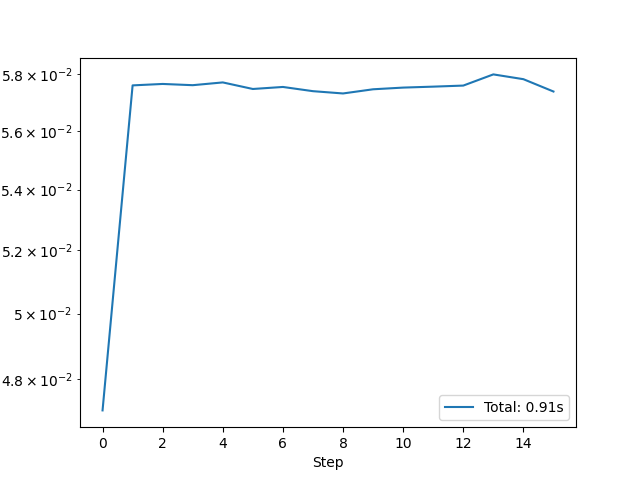 5.8 × 10⁻²
5.6 × 10⁻²
5.4 × 10⁻²
5.2 × 10⁻²
5 × 10⁻²
4.8 × 10⁻²
Total: 0.91s
0 2 4 6 8 10 12 14
Step